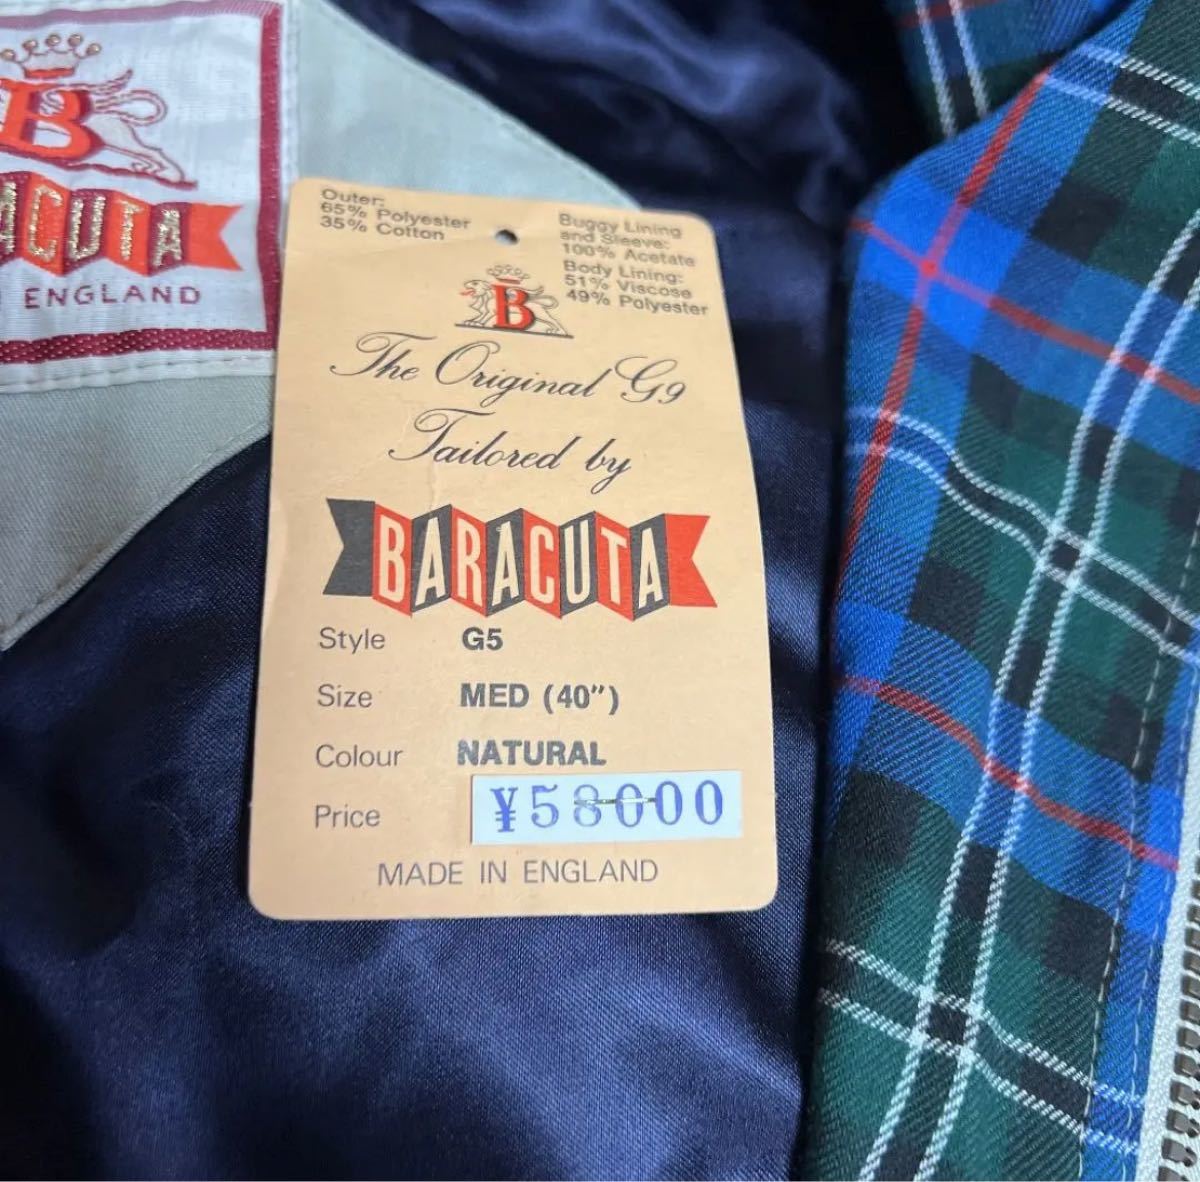 B
ACUTA
ENGLAND
Outer:
65% Polyester
35% Cotton
Buggy Lining
and Sleeve:
100% Acetate
Body Lining:
51% Viscose
49% Polyester
B
The Original G9
Tailored by
BARACUTA
Style G5
Size MED (40")
Colour NATURAL
Price ¥58000
MADE IN ENGLAND